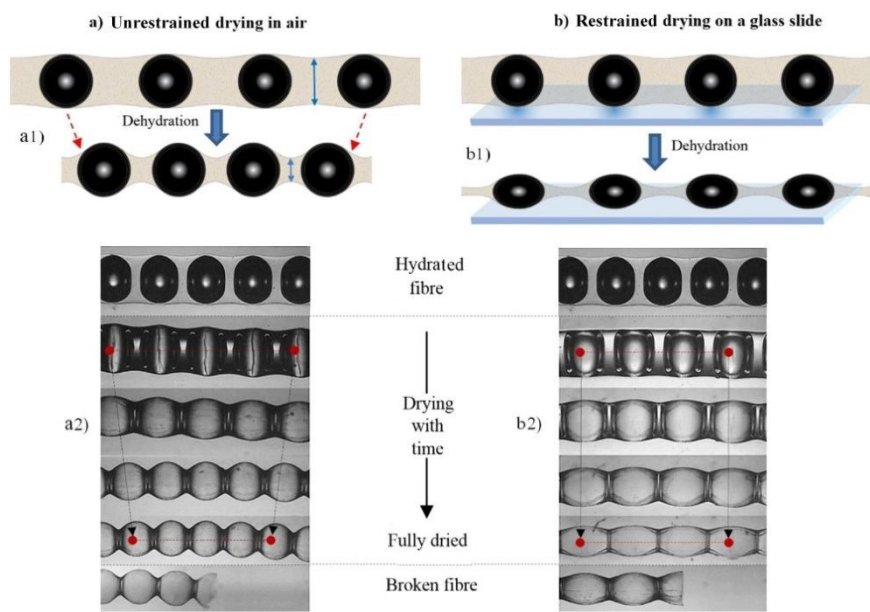 a) Unrestrained drying in air
b) Restrained drying on a glass slide
Dehydration
a1)
Dehydration
b1)
Hydrated
fibre
a2)
Drying
with
time
b2)
Fully dried
Broken fibre